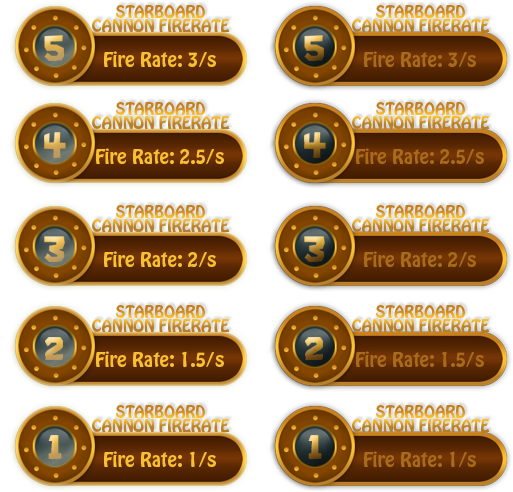 STARBOARD
CANNON FIRERATE
5
Fire Rate: 3/s
STARBOARD
CANNON FIRERATE
5
Fire Rate: 3/s
STARBOARD
CANNON FIRERATE
4
Fire Rate: 2.5/s
STARBOARD
CANNON FIRERATE
4
Fire Rate: 2.5/s
STARBOARD
CANNON FIRERATE
3
Fire Rate: 2/s
STARBOARD
CANNON FIRERATE
3
Fire Rate: 2/s
STARBOARD
CANNON FIRERATE
2
Fire Rate: 1.5/s
STARBOARD
CANNON FIRERATE
2
Fire Rate: 1.5/s
STARBOARD
CANNON FIRERATE
1
Fire Rate: 1/s
STARBOARD
CANNON FIRERATE
1
Fire Rate: 1/s